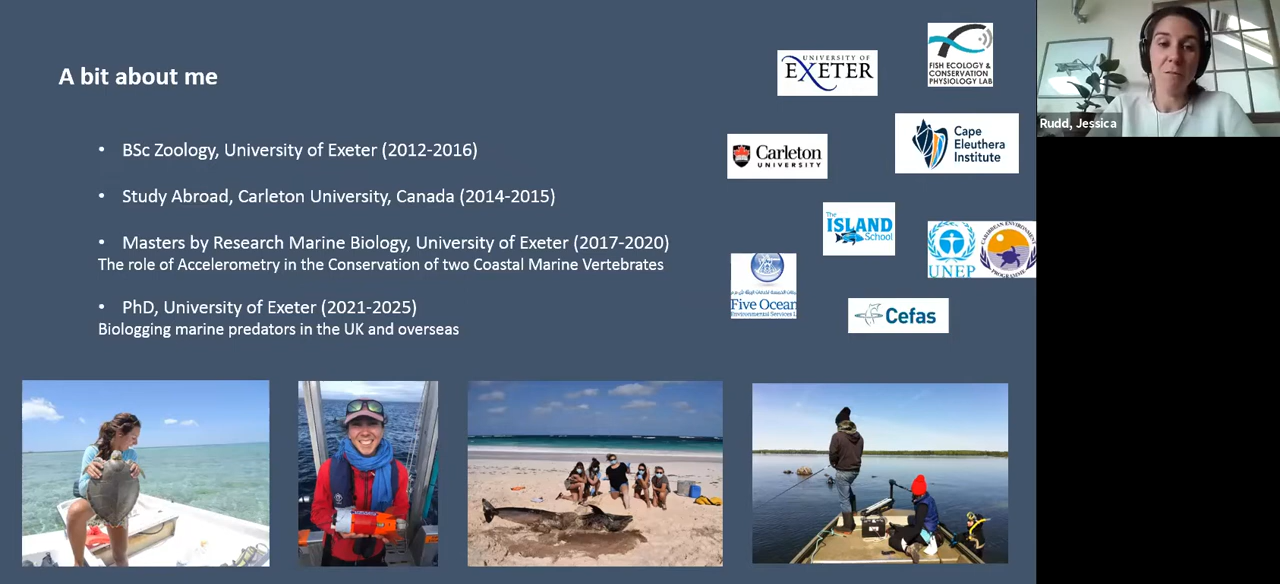 A bit about me
• BSc Zoology, University of Exeter (2012-2016)
• Study Abroad, Carleton University, Canada (2014-2015)
• Masters by Research Marine Biology, University of Exeter (2017-2020)
The role of Accelerometry in the Conservation of two Coastal Marine Vertebrates
• PhD, University of Exeter (2021-2025)
Biologging marine predators in the UK and overseas
UNIVERSITY OF
EXETER
FISH ECOLOGY &
CONSERVATION
PHYSIOLOGY LAB
Carleton
UNIVERSITY
Cape
Eleuthera
Institute
The
ISLAND
School
UNEP
CARIBBEAN ENVIRONMENT
PROGRAMME
Five Ocean
Environmental Services L
Cefas
Rudd, Jessica